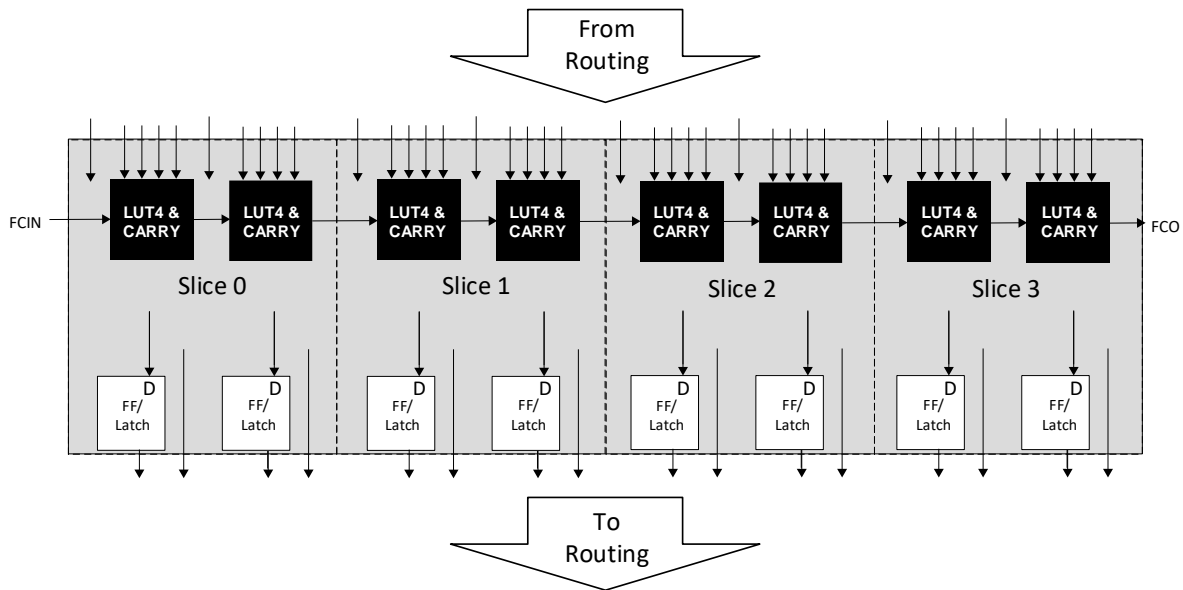 From
Routing
FCIN
LUT4 &
CARRY
LUT4 &
CARRY
LUT4 &
CARRY
LUT4 &
CARRY
LUT4 &
CARRY
LUT4 &
CARRY
LUT4 &
CARRY
LUT4 &
CARRY
FCO
Slice 0
Slice 1
Slice 2
Slice 3
D
FF/
Latch
D
FF/
Latch
D
FF/
Latch
D
FF/
Latch
D
FF/
Latch
D
FF/
Latch
D
FF/
Latch
D
FF/
Latch
To
Routing